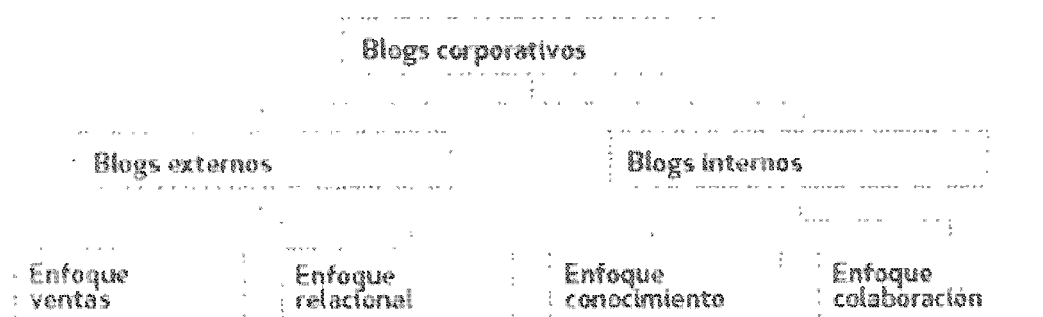 Blogs corporativos
Blogs externos
Blogs internos
Enfoque
ventas
Enfoque
relacional
Enfoque
conocimiento
Enfoque
colaboración